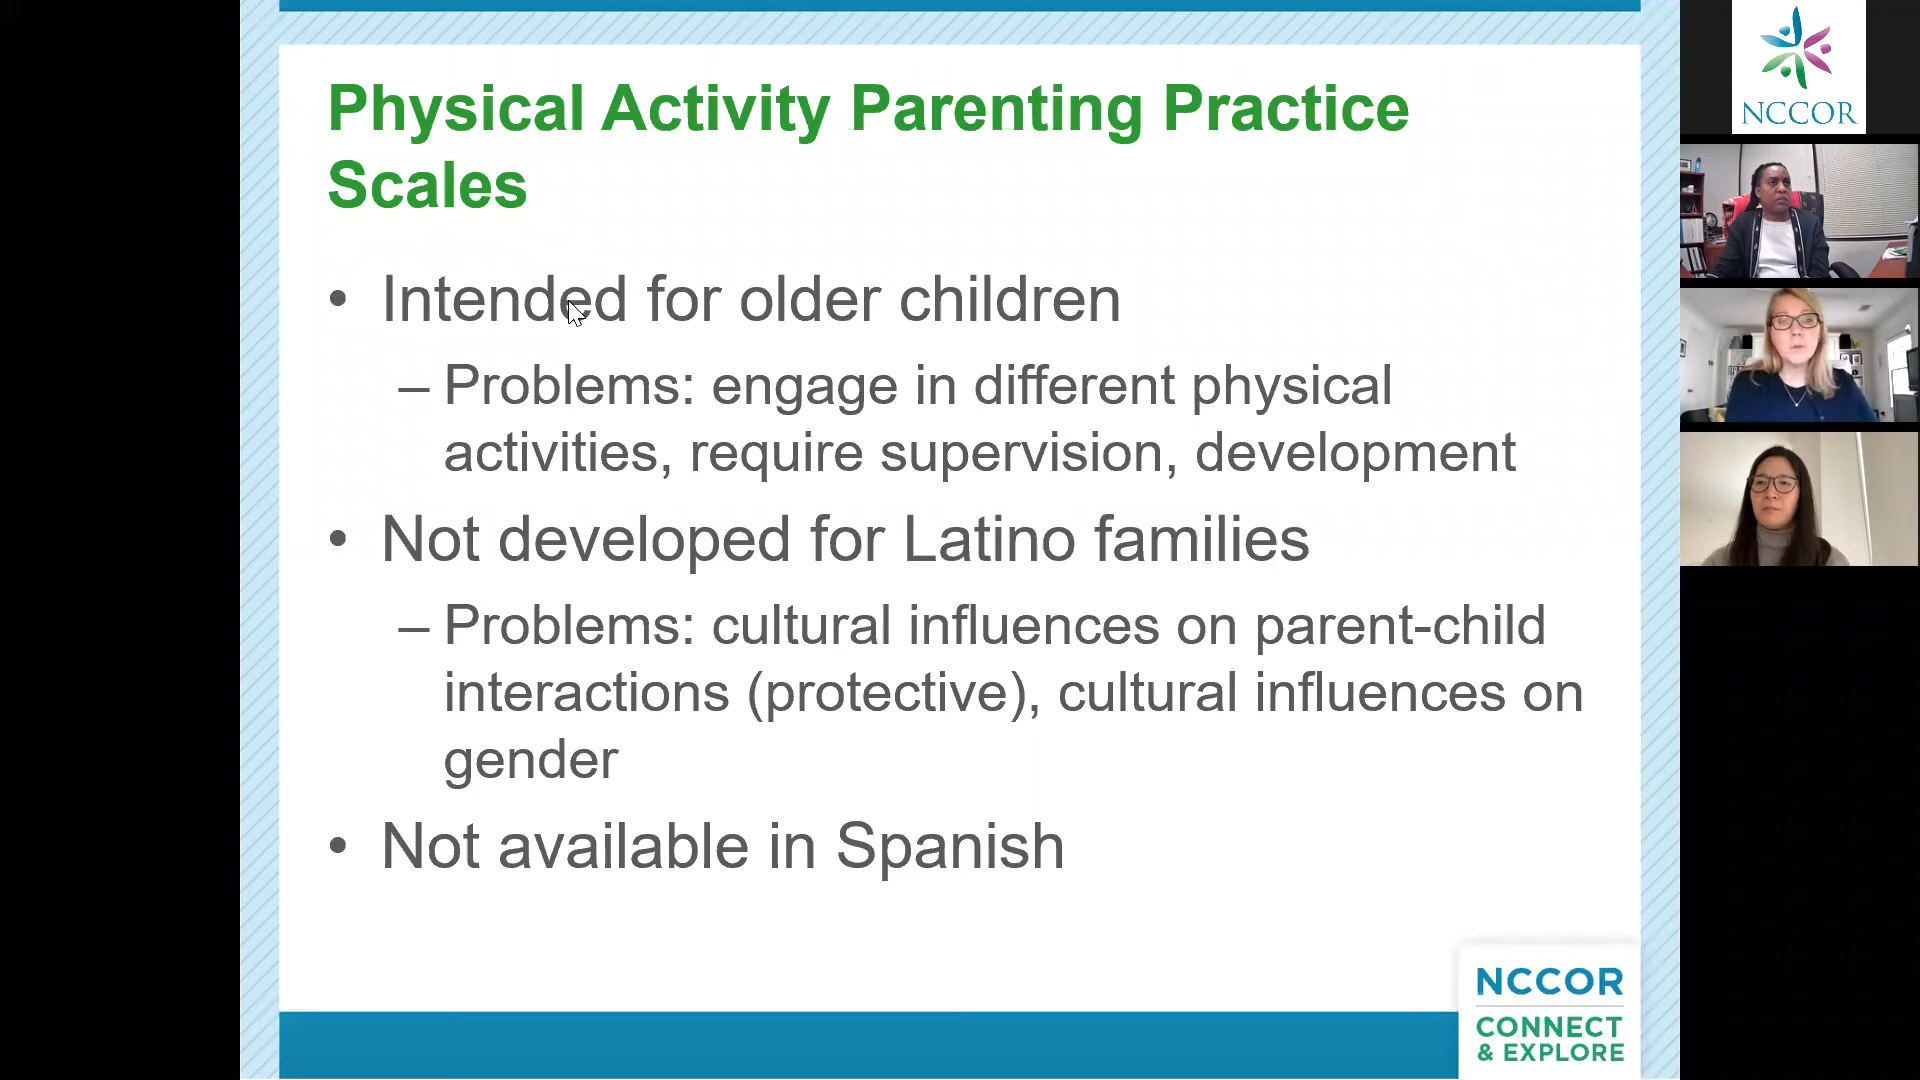 Physical Activity Parenting Practice
Scales
• Intended for older children
– Problems: engage in different physical
activities, require supervision, development
• Not developed for Latino families
– Problems: cultural influences on parent-child
interactions (protective), cultural influences on
gender
• Not available in Spanish
NCCOR
CONNECT
& EXPLORE
NCCOR